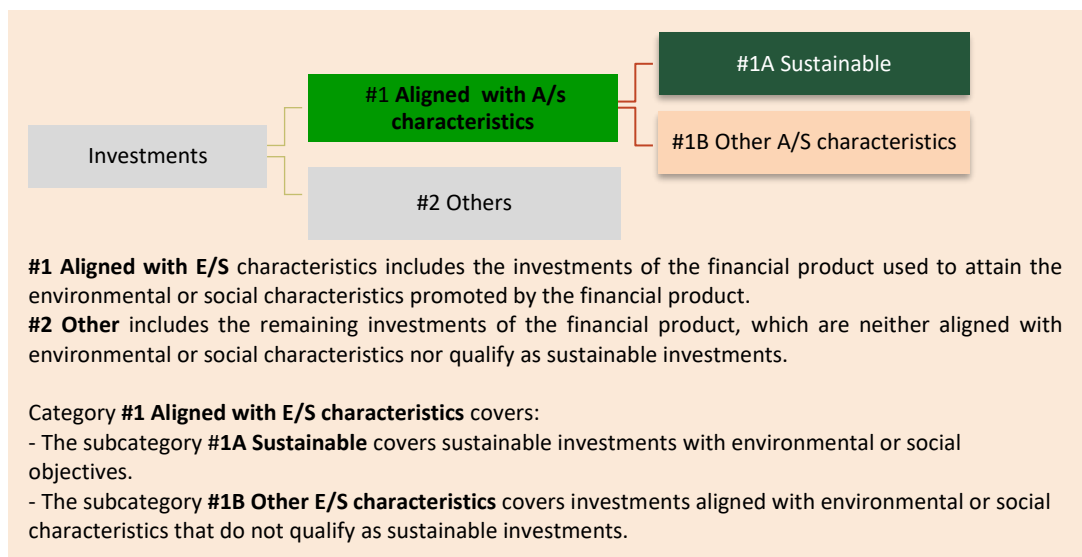 #1A Sustainable
#1 Aligned with A/s
characteristics
#1B Other A/S characteristics
Investments
#2 Others
#1 Aligned with E/S characteristics includes the investments of the financial product used to attain the
environmental or social characteristics promoted by the financial product.
#2 Other includes the remaining investments of the financial product, which are neither aligned with
environmental or social characteristics nor qualify as sustainable investments.
Category #1 Aligned with E/S characteristics covers:
- The subcategory #1A Sustainable covers sustainable investments with environmental or social
objectives.
- The subcategory #1B Other E/S characteristics covers investments aligned with environmental or social
characteristics that do not qualify as sustainable investments.